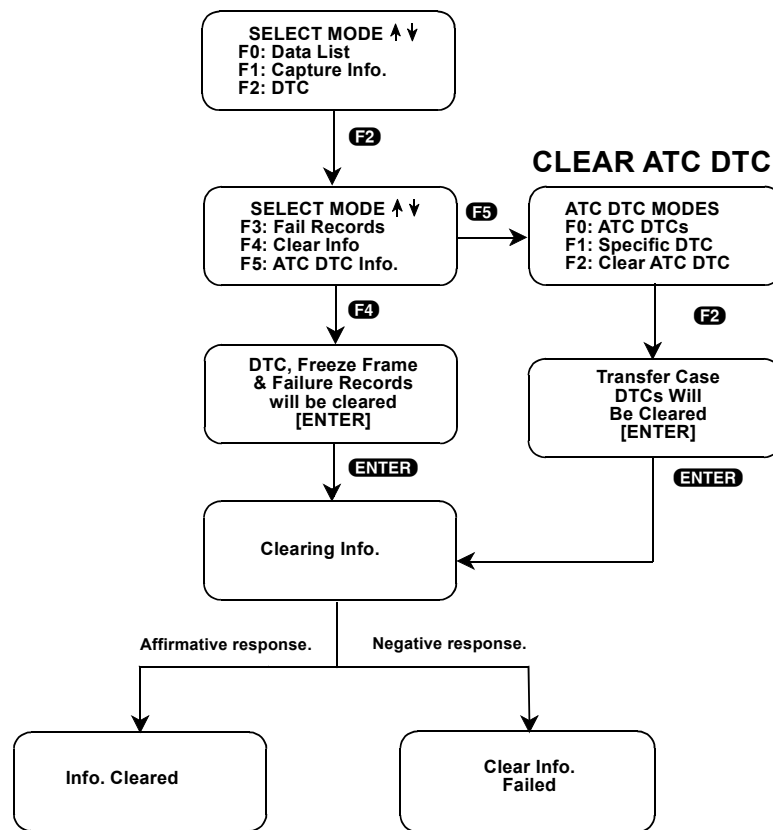 SELECT MODE
F0: Data List
F1: Capture Info.
F2: DTC
F2
CLEAR ATC DTC
SELECT MODE
F3: Fail Records
F4: Clear Info
F5: ATC DTC Info.
F5
ATC DTC MODES
F0: ATC DTCs
F1: Specific DTC
F2: Clear ATC DTC
F4
F2
DTC, Freeze Frame
& Failure Records
will be cleared
[ENTER]
Transfer Case
DTCs Will
Be Cleared
[ENTER]
ENTER
ENTER
Clearing Info.
Affirmative response.
Negative response.
Info. Cleared
Clear Info.
Failed